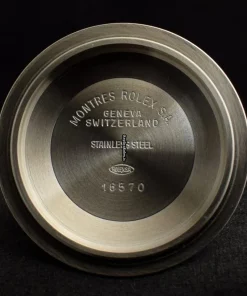 MONTRES ROLEX S.A
GENEVA
SWITZERLAND
STAINLESS STEEL
16570